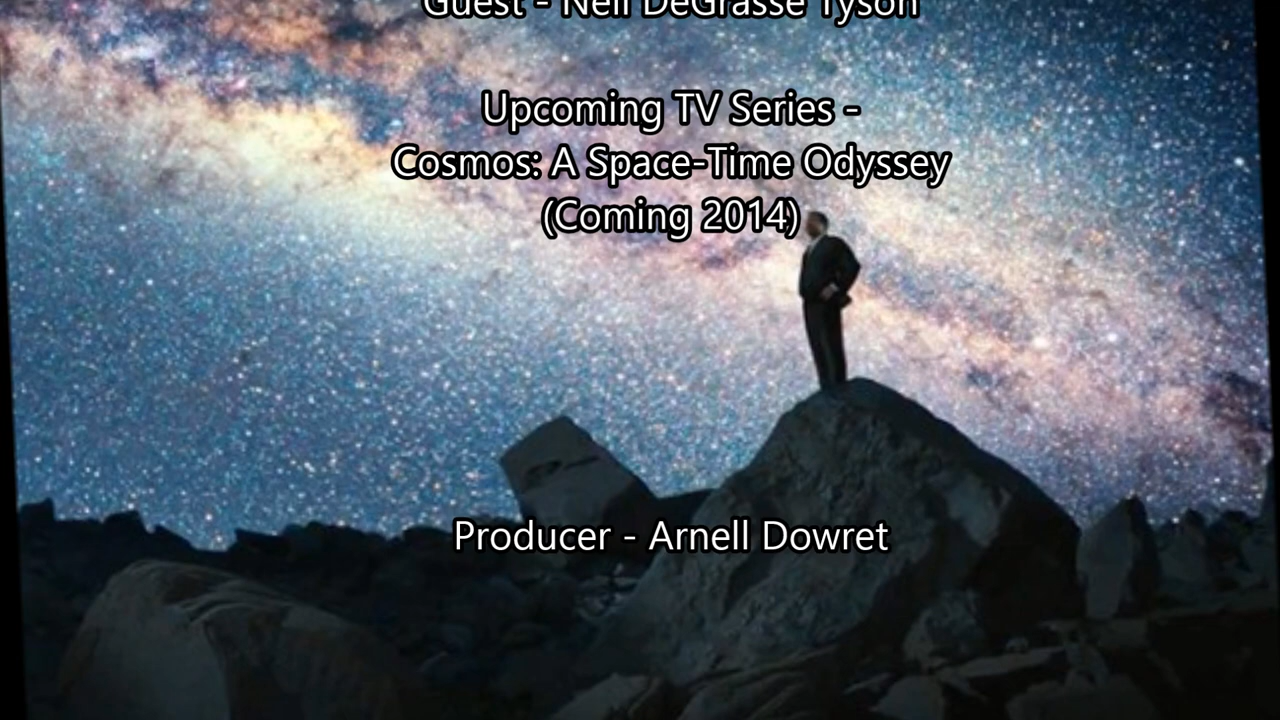 Guest - Neil DeGrasse Tyson
Upcoming TV Series -
Cosmos: A Space-Time Odyssey
(Coming 2014)
Producer - Arnell Dowret